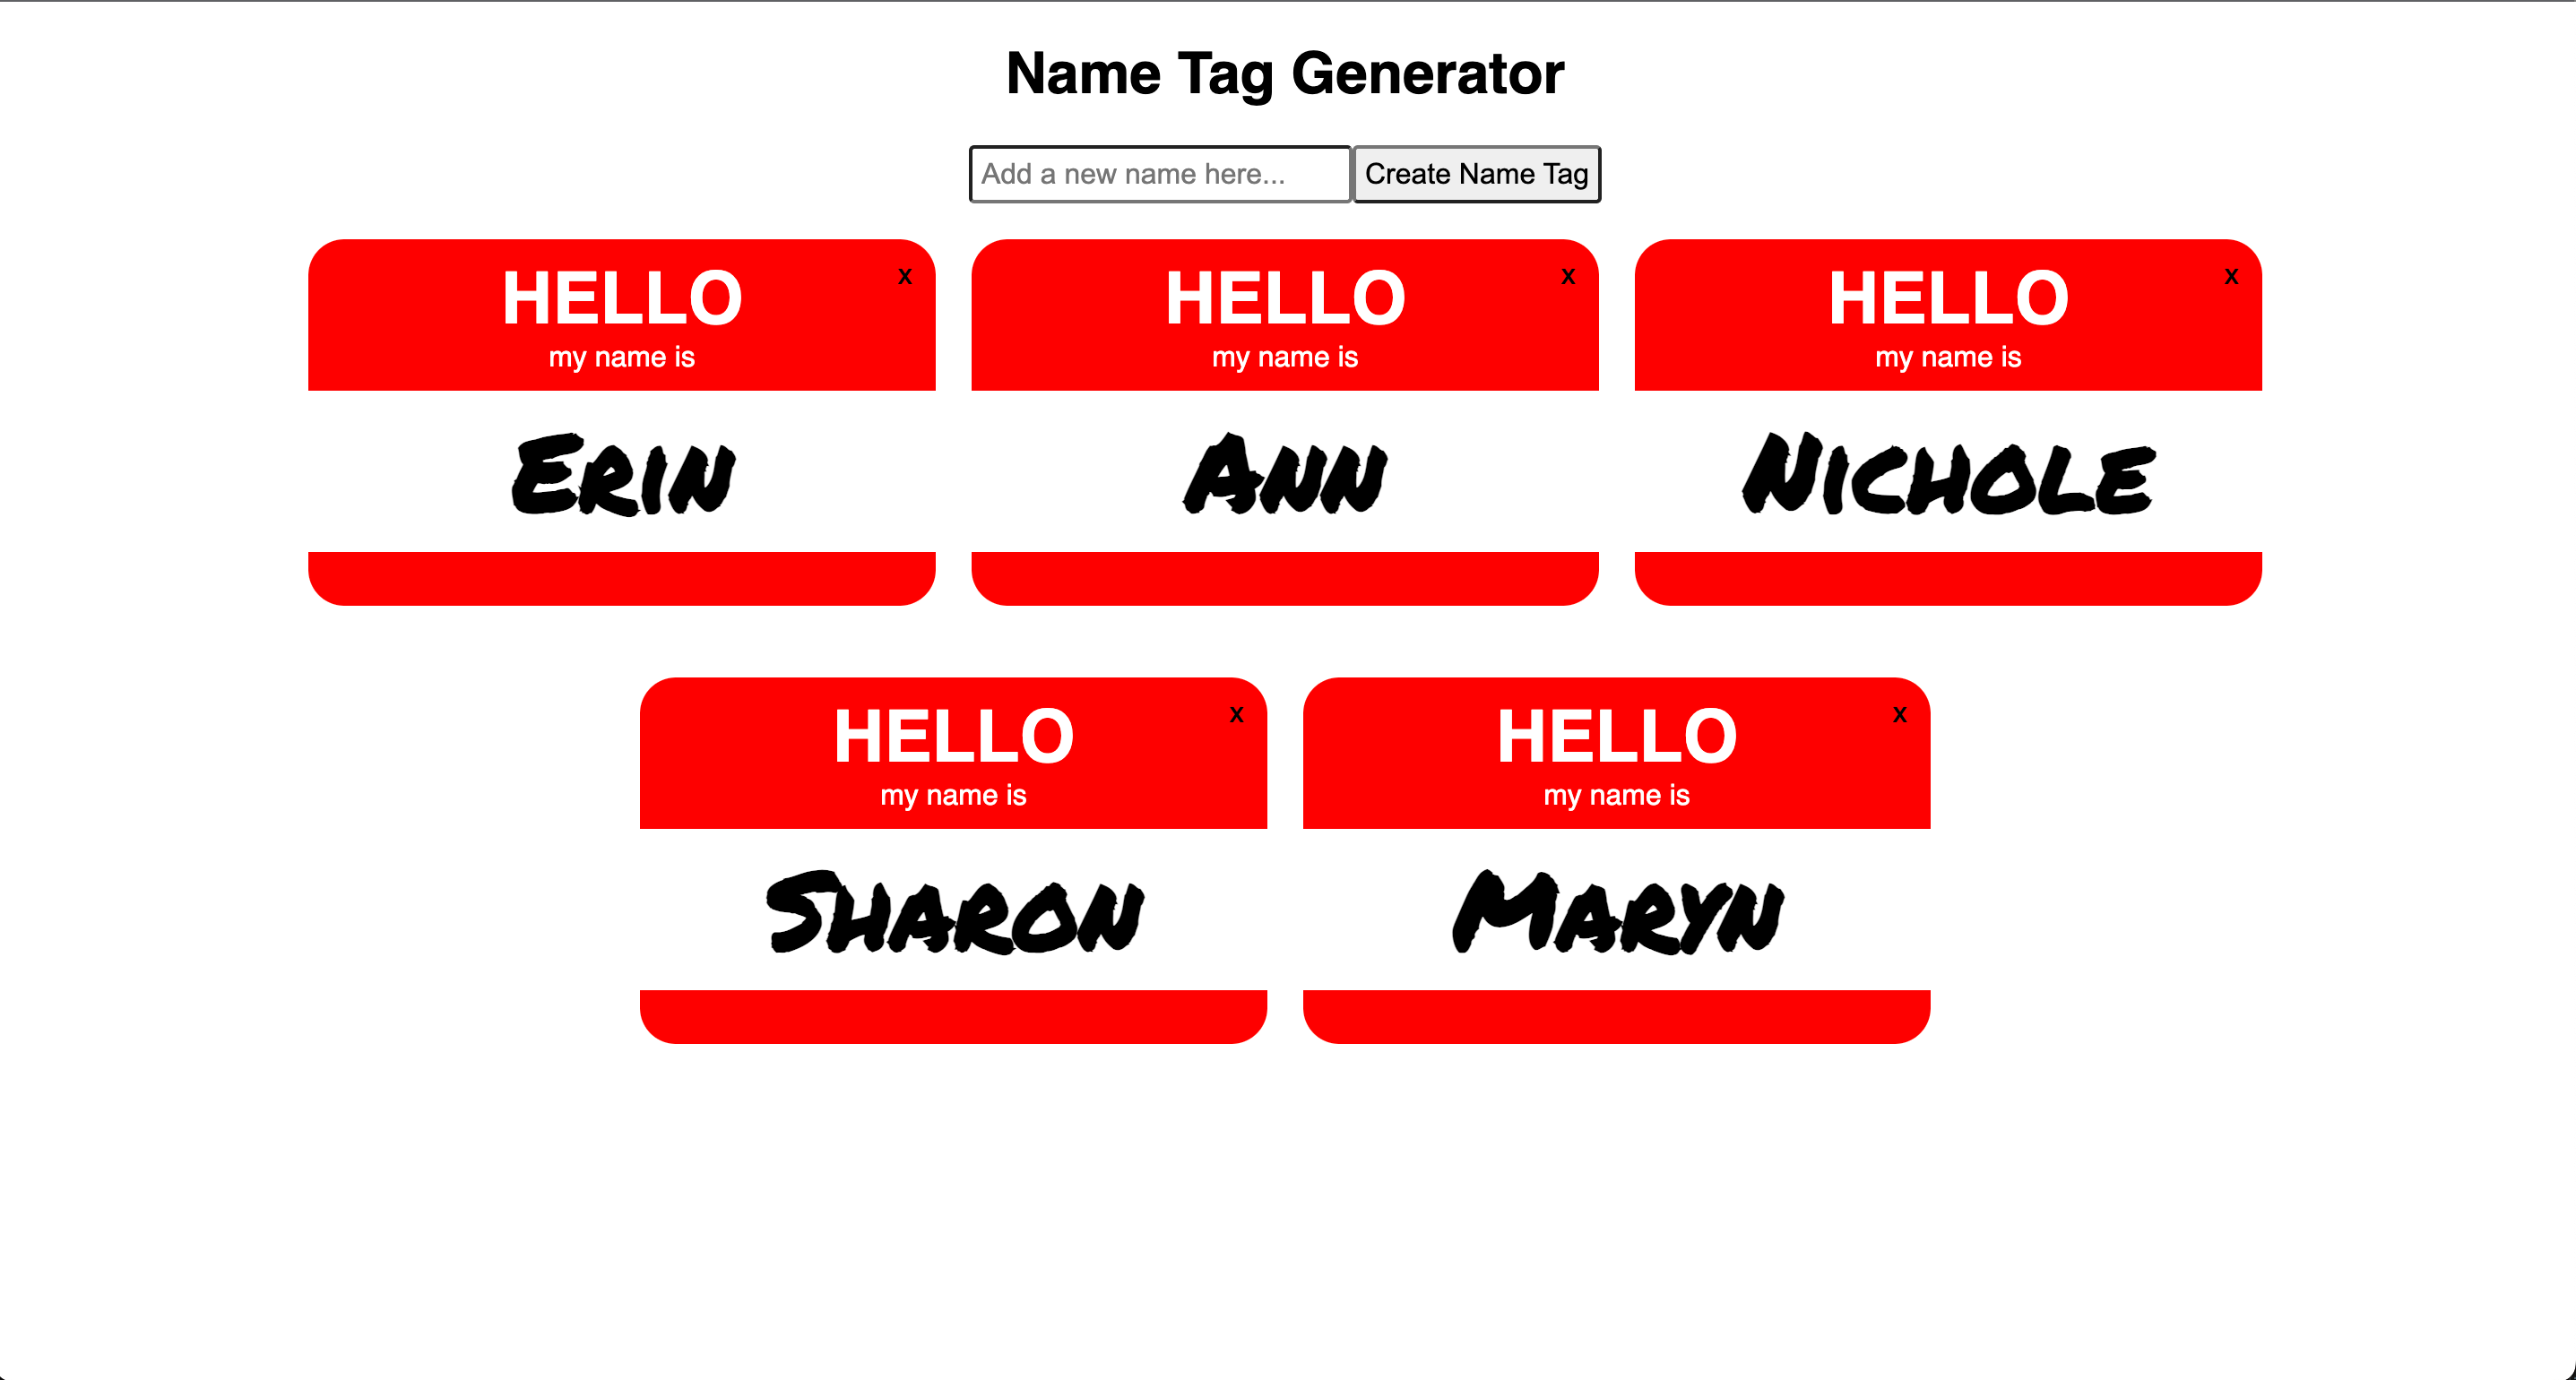 Name Tag Generator
Add a new name here... Create Name Tag
HELLO x HELLO x HELLO x
my name is my name is my name is
Erin Ann Nichole
HELLO x HELLO x
my name is my name is
Sharon Maryn